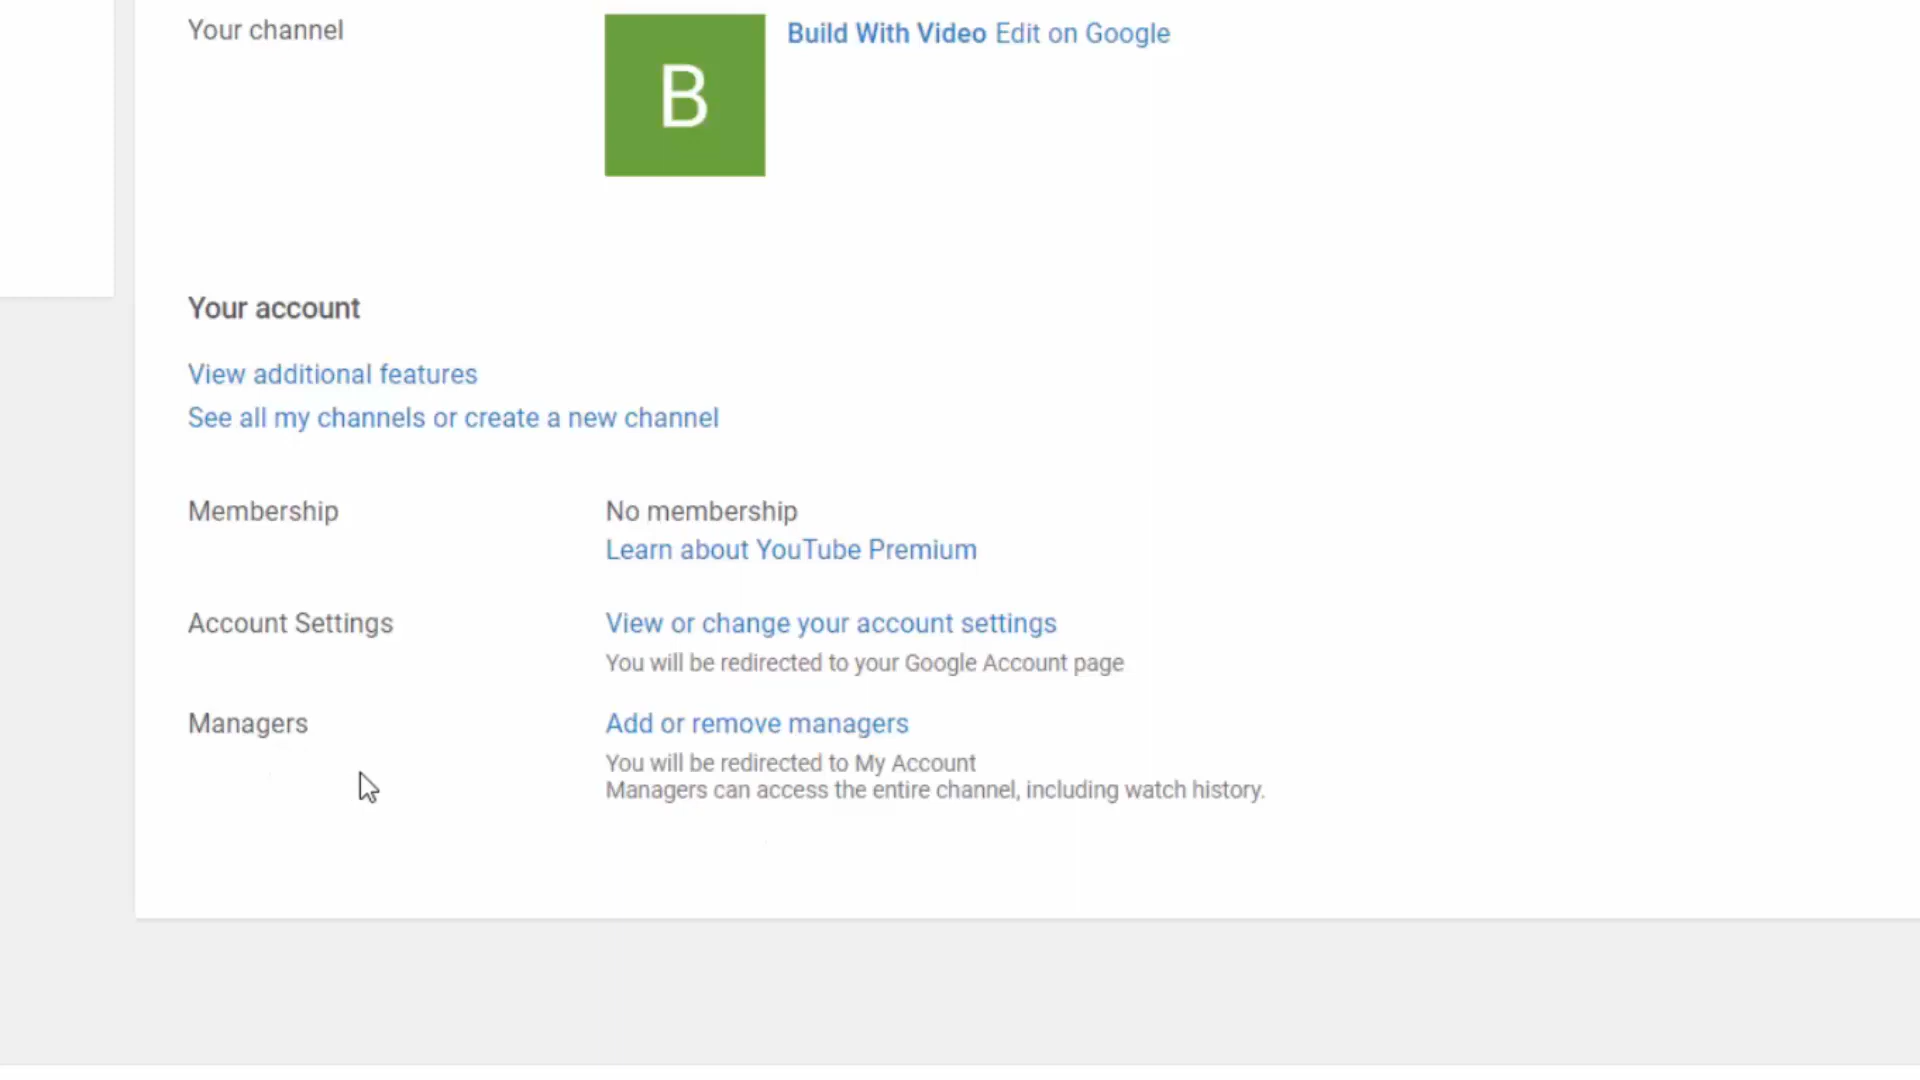 Your channel
B
Build With Video Edit on Google
Your account
View additional features
See all my channels or create a new channel
Membership
No membership
Learn about YouTube Premium
Account Settings
View or change your account settings
You will be redirected to your Google Account page
Managers
Add or remove managers
You will be redirected to My Account
Managers can access the entire channel, including watch history.